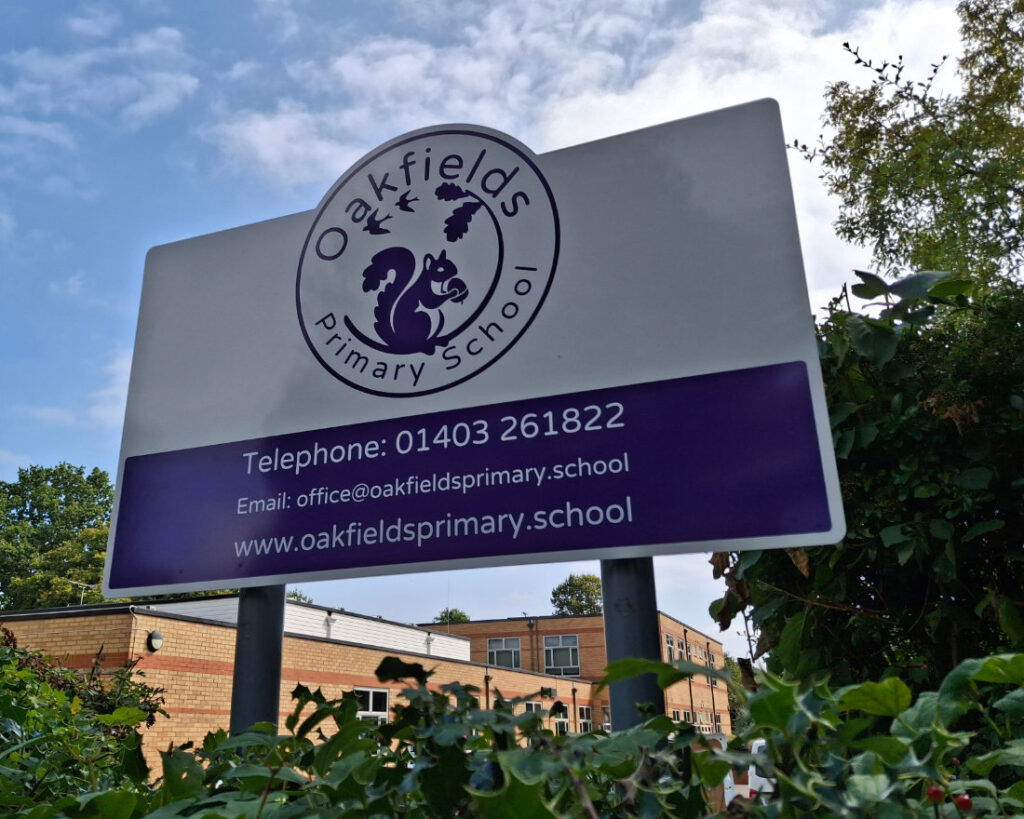 Oakfields
Primary School
Telephone: 01403 261822
Email: office@oakfieldsprimary.school
www.oakfieldsprimary.school